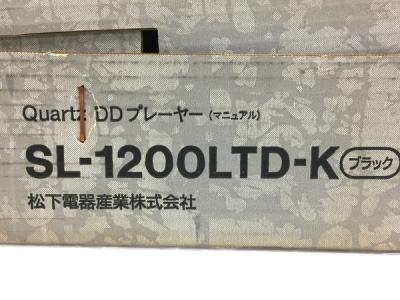 Quartz DDプレーヤー（マニュアル）
SL-1200LTD-K ブラック
松下電器産業株式会社